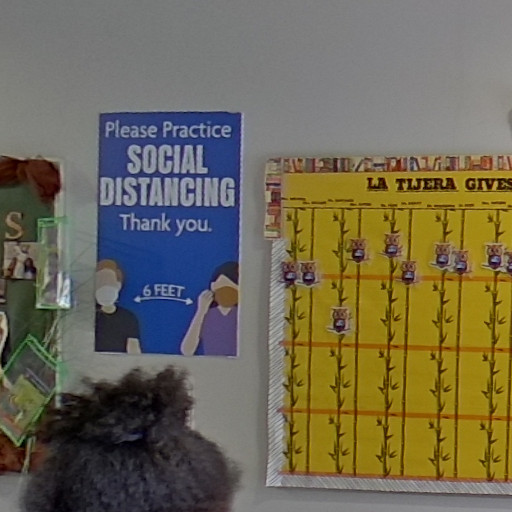 Please Practice
SOCIAL
DISTANCING
Thank you.
6 FEET
S
LA TIJERA GIVES